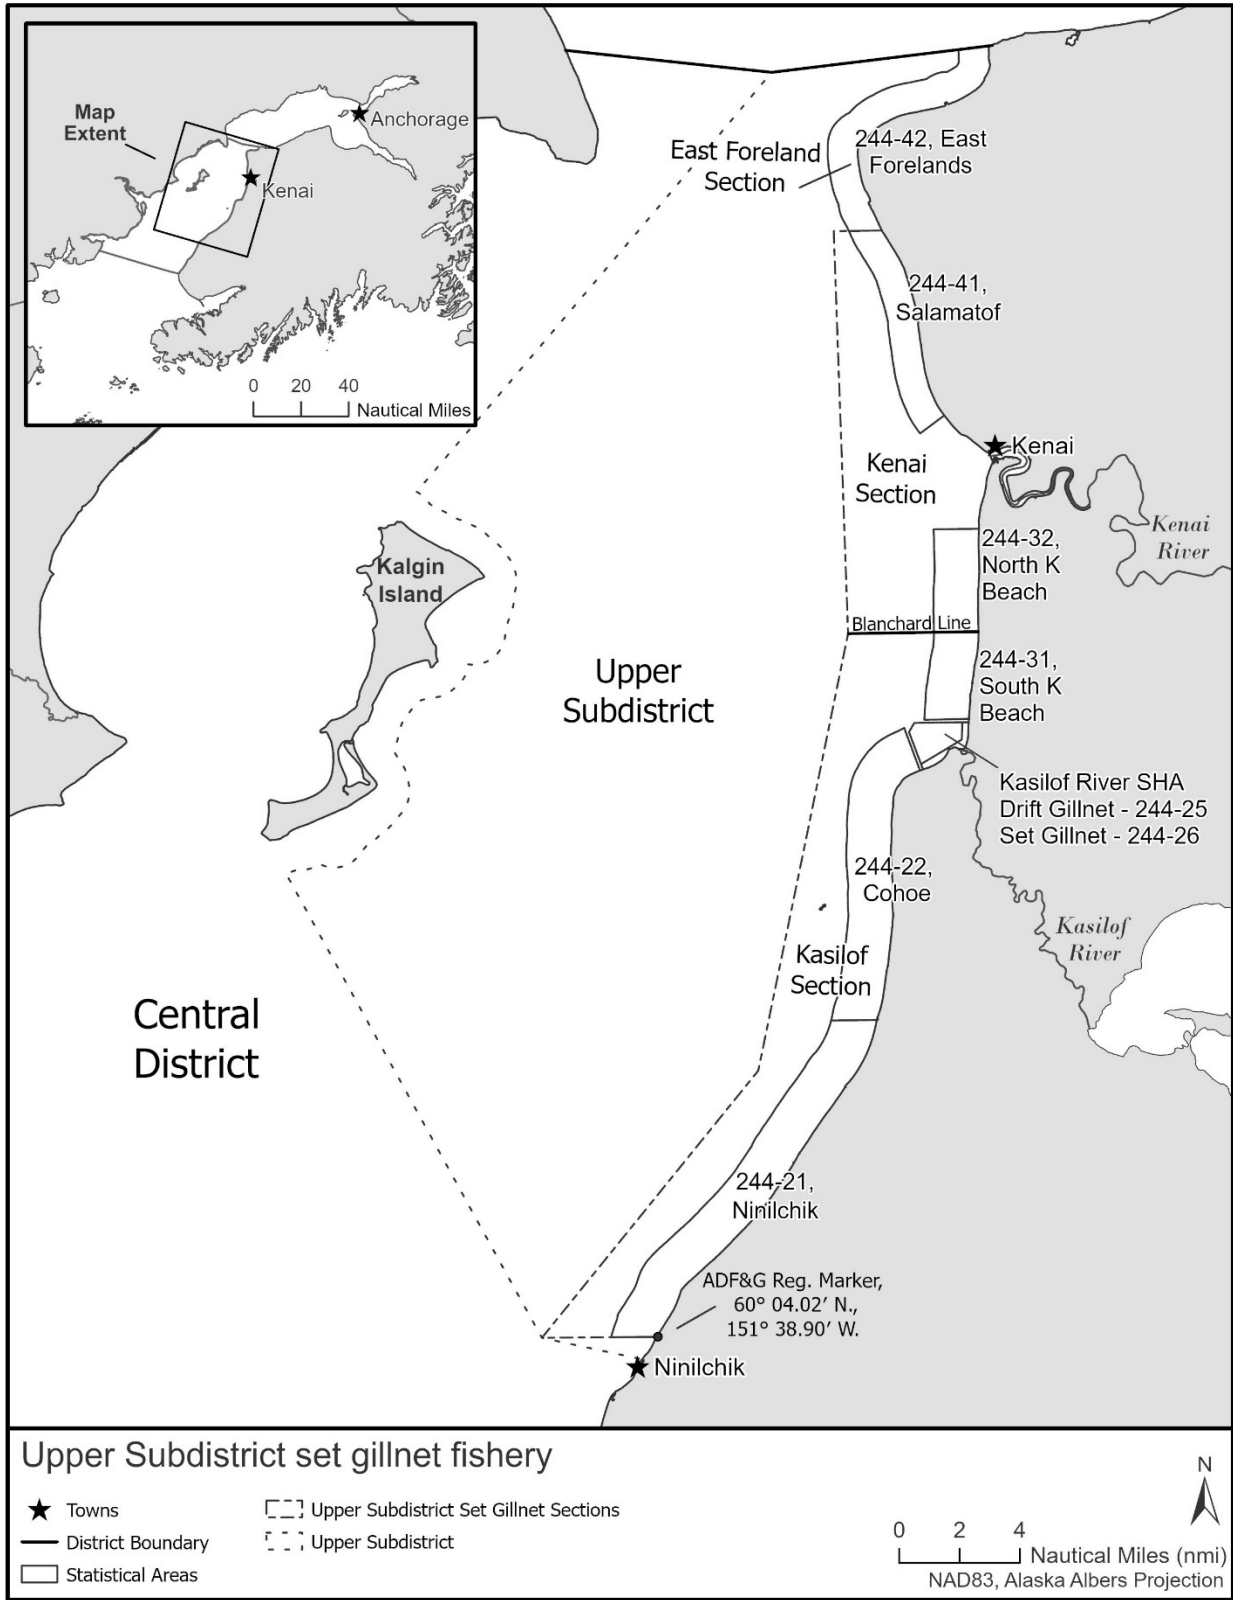 Map
Extent
Anchorage
Kenai
0 20 40
Nautical Miles
East Foreland
Section
244-42, East
Forelands
244-41,
Salamatof
Kenai
Kenai
Section
Kenai
River
244-32,
North K
Beach
Kalgin
Island
Blanchard Line
Upper
Subdistrict
244-31,
South K
Beach
Kasilof River SHA
Drift Gillnet - 244-25
Set Gillnet - 244-26
244-22,
Cohoe
Kasilof
River
Kasilof
Section
Central
District
244-21,
Ninilchik
ADF&G Reg. Marker,
60° 04.02' N.,
151° 38.90' W.
Ninilchik
Upper Subdistrict set gillnet fishery
Towns
District Boundary
Statistical Areas
Upper Subdistrict Set Gillnet Sections
Upper Subdistrict
N
0 2 4
Nautical Miles (nmi)
NAD83, Alaska Albers Projection